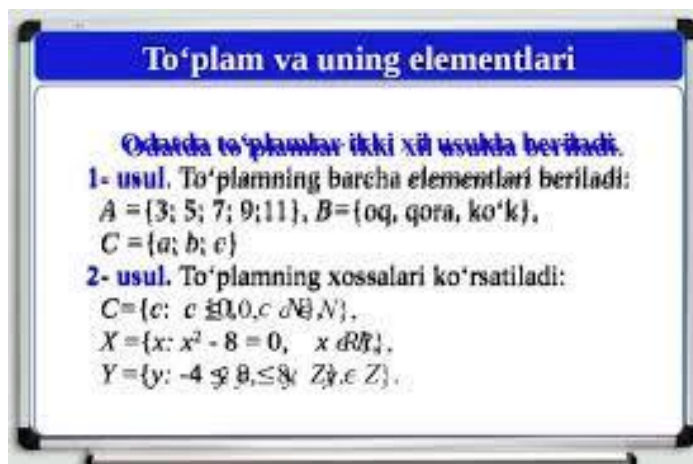 To‘plam va uning elementlari
Odatda to‘plamlar ikki xil usulda beriladi.
1- usul. To‘plamning barcha elementlari beriladi:
A ={3; 5; 7; 9;11}, B={oq, qora, ko‘k},
C ={a; b; c}
2- usul. To‘plamning xossalari ko‘rsatiladi:
C={c: c
X ={x: x² - 8 = 0, x
Y ={y: -4